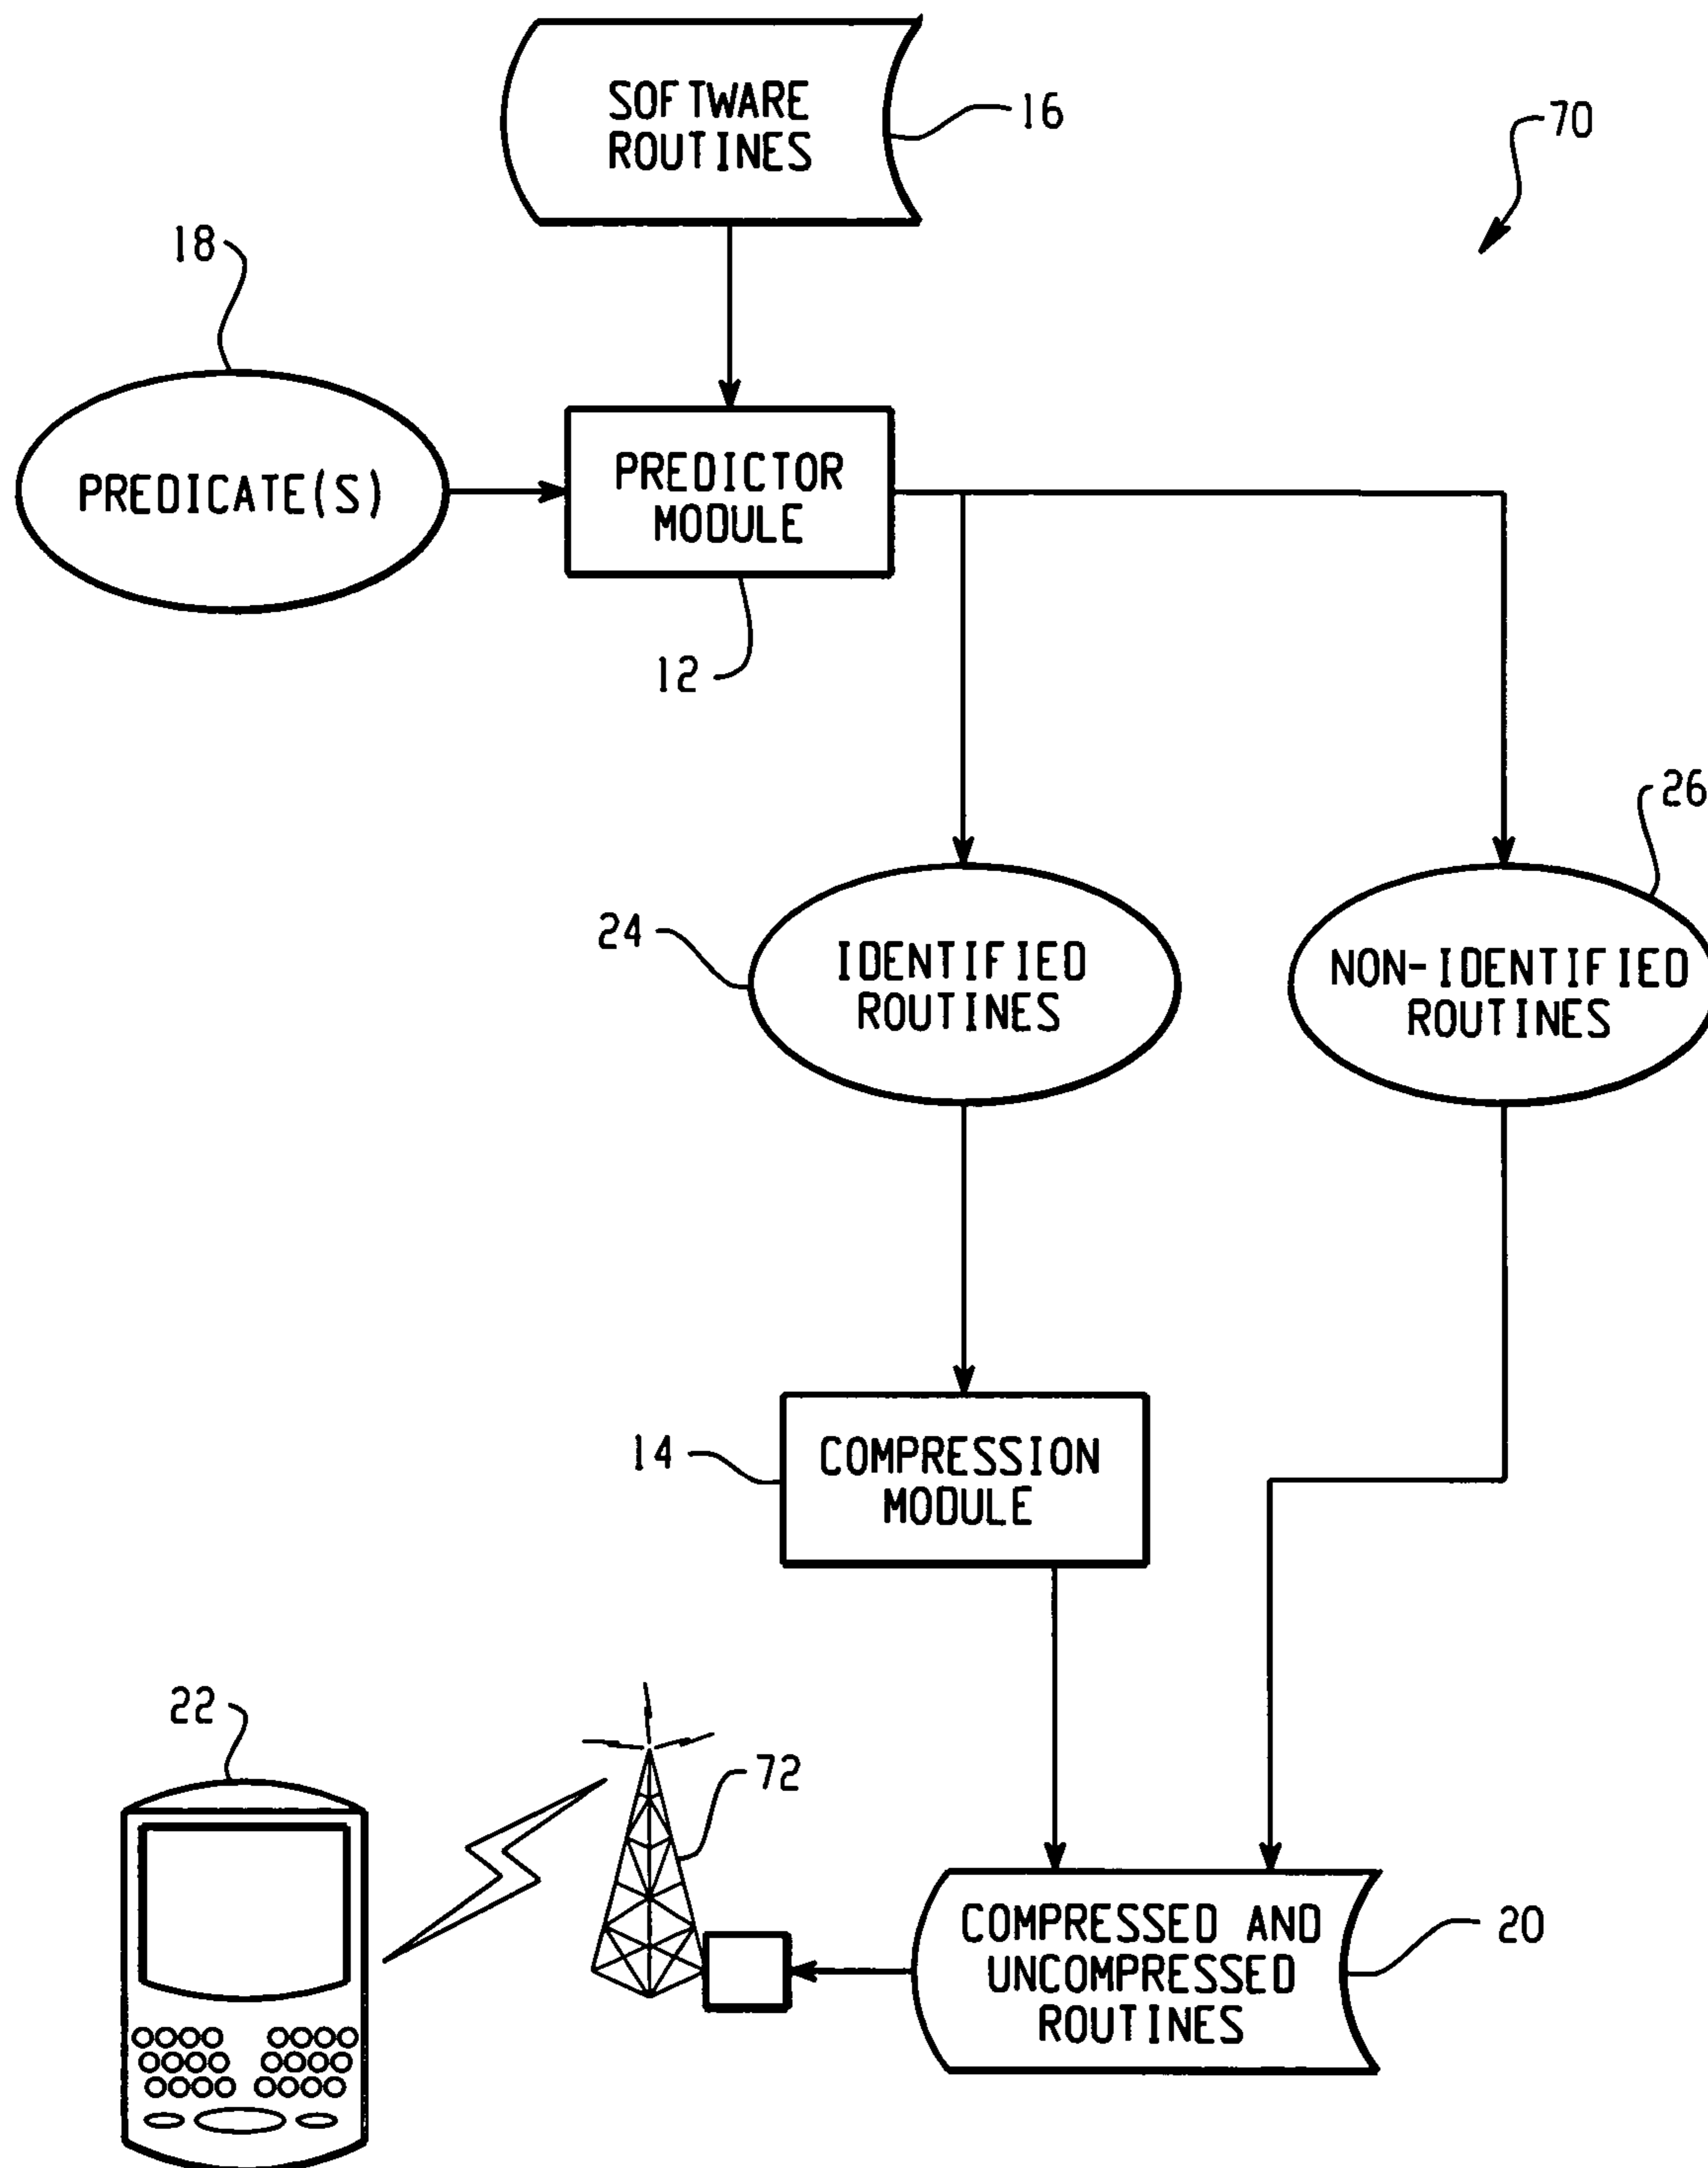 SOFTWARE
ROUTINES
16
70
18
PREDICATE(S)
PREDICTOR
MODULE
12
26
24
IDENTIFIED
ROUTINES
NON-IDENTIFIED
ROUTINES
14
COMPRESSION
MODULE
22
72
COMPRESSED AND
UNCOMPRESSED
ROUTINES
20